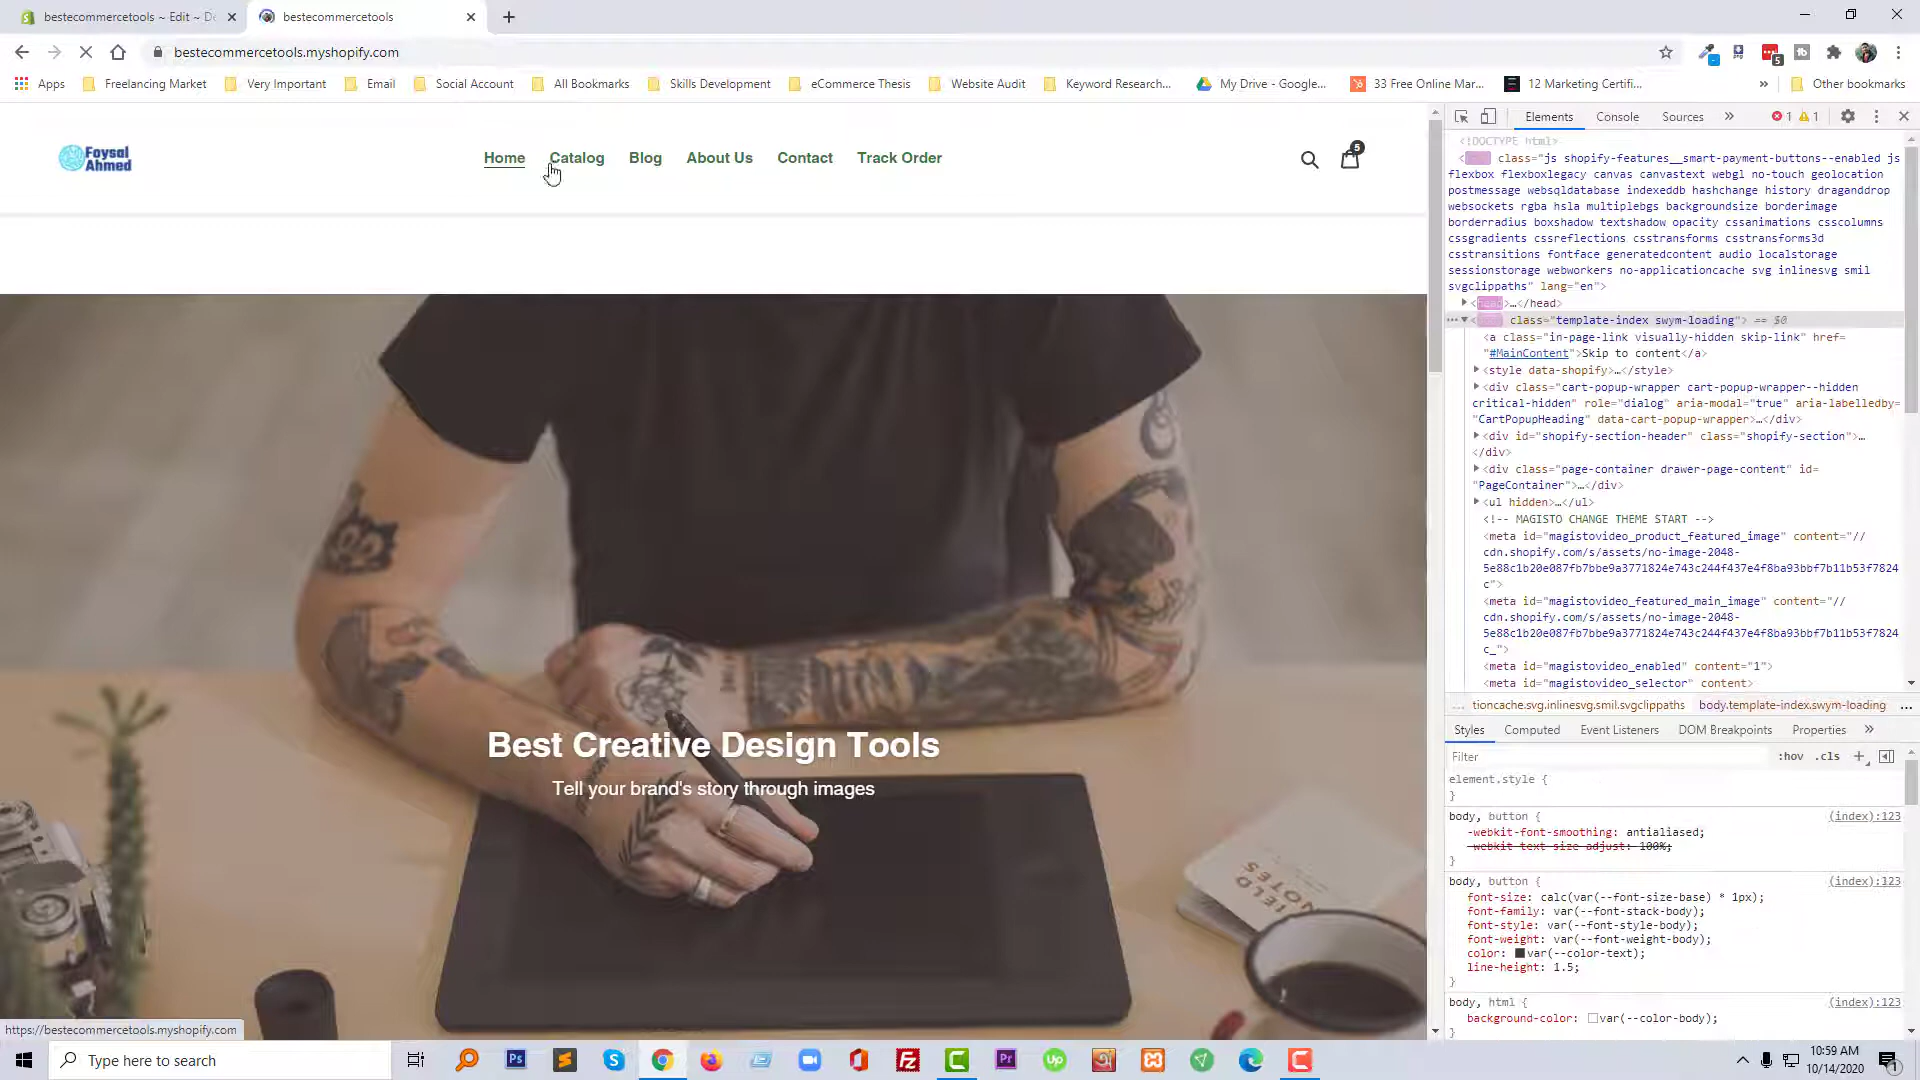 bestecommercetools ~ Edit ~ De
bestecommercetools
bestecommercetools.myshopify.com
Apps
Freelancing Market
Very Important
Email
Social Account
All Bookmarks
Skills Development
eCommerce Thesis
Website Audit
Keyword Research...
My Drive - Google...
33 Free Online Mar...
12 Marketing Certifi...
»
Other bookmarks
5
Faysal
Ahmed
Home
Catalog
Blog
About Us
Contact
Track Order
5
Best Creative Design Tools
Tell your brand's story through images
FIELD
NOTES
https://bestecommercetools.myshopify.com
Elements
Console
Sources
»
1
1
<!DOCTYPE html>
< class="js shopify-features__smart-payment-buttons--enabled js
flexbox flexboxlegacy canvas canvastext webgl no-touch geolocation
postmessage websqldatabase indexeddb hashchange history draganddrop
websockets rgba hsla multiplebgs backgroundsize borderimage
borderradius boxshadow textshadow opacity cssanimations csscolumns
cssgradients cssreflections csstransforms csstransforms3d
csstransitions fontface generatedcontent audio localstorage
sessionstorage webworkers no-applicationcache svg inlinesvg smil
svgclippaths" lang="en">
<head>…</head>
< class="template-index swym-loading"> == $0
<a class="in-page-link visually-hidden skip-link" href=
"#MainContent">Skip to content</a>
<style data-shopify>…</style>
<div class="cart-popup-wrapper cart-popup-wrapper--hidden
critical-hidden" role="dialog" aria-modal="true" aria-labelledby=
"CartPopupHeading" data-cart-popup-wrapper>…</div>
<div id="shopify-section-header" class="shopify-section">…
</div>
<div class="page-container drawer-page-content" id=
"PageContainer">…</div>
<ul hidden>…</ul>
<!-- MAGISTO CHANGE THEME START -->
<meta id="magistovideo_product_featured_image" content="//
cdn.shopify.com/s/assets/no-image-2048-
5e88c1b20e087fb7bbe9a3771824e743c244f437e4f8ba93bbf7b11b53f7824
c">
<meta id="magistovideo_featured_main_image" content="//
cdn.shopify.com/s/assets/no-image-2048-
5e88c1b20e087fb7bbe9a3771824e743c244f437e4f8ba93bbf7b11b53f7824
c_">
<meta id="magistovideo_enabled" content="1">
<meta id="magistovideo_selector" content>
… tioncache.svg.inlinesvg.smil.svgclippaths body.template-index.swym-loading ...
Styles
Computed
Event Listeners
DOM Breakpoints
Properties
»
Filter
:hov
.cls
+
element.style {
}
body, button { (index):123
-webkit-font-smoothing: antialiased;
-webkit-text-size-adjust: 100%;
}
body, button { (index):123
font-size: calc(var(--font-size-base) * 1px);
font-family: var(--font-stack-body);
font-style: var(--font-style-body);
font-weight: var(--font-weight-body);
color: var(--color-text);
line-height: 1.5;
}
body, html { (index):123
background-color: var(--color-body);
}
Type here to search
10:59 AM
10/14/2020
1